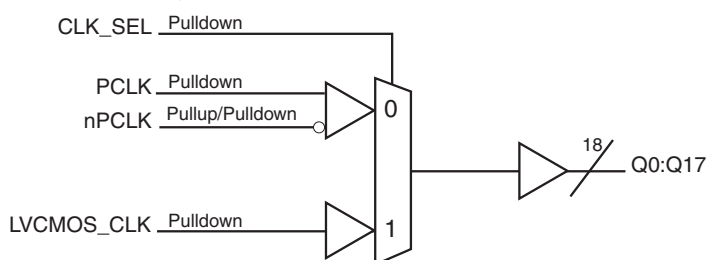 CLK_SEL Pulldown
PCLK Pulldown
nPCLK Pullup/Pulldown
0
18
Q0:Q17
LVCMOS_CLK Pulldown
1